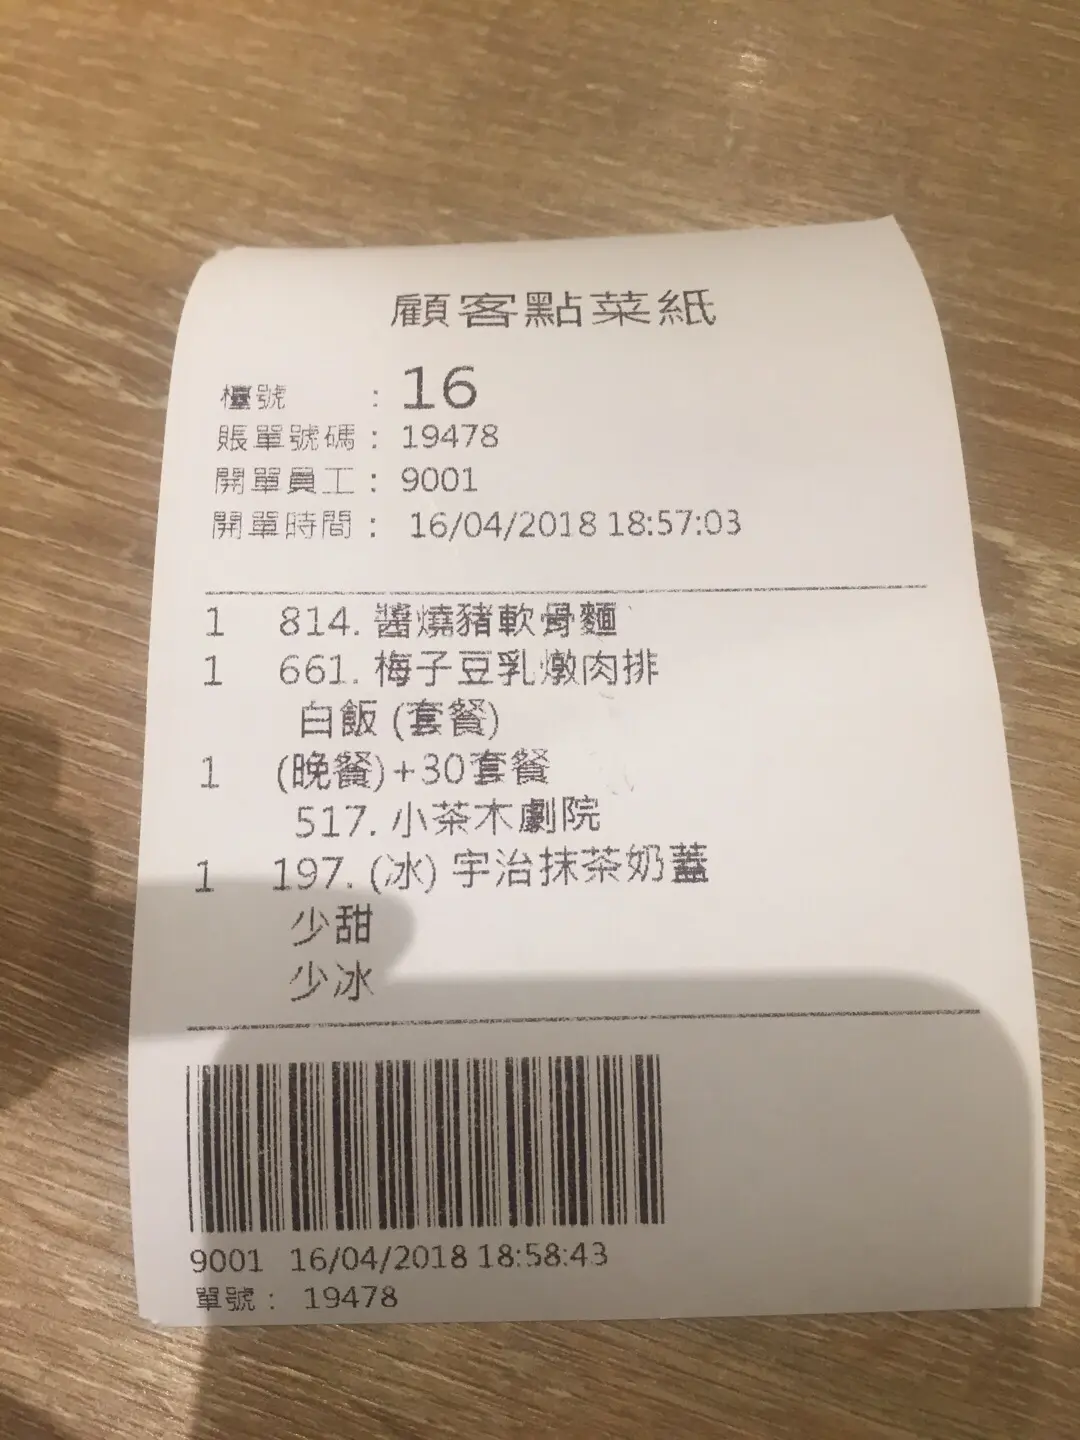 顧客點菜紙
檯號 : 16
賬單號碼 : 19478
開單員工 : 9001
開單時間 : 16/04/2018 18:57:03
1 814. 醬燒豬軟骨麵
1 661. 梅子豆乳燉肉排
白飯 (套餐)
1 (晚餐)+30套餐
517. 小茶木劇院
1 197. (冰) 宇治抹茶奶蓋
少甜
少冰
9001 16/04/2018 18:58:43
單號 : 19478